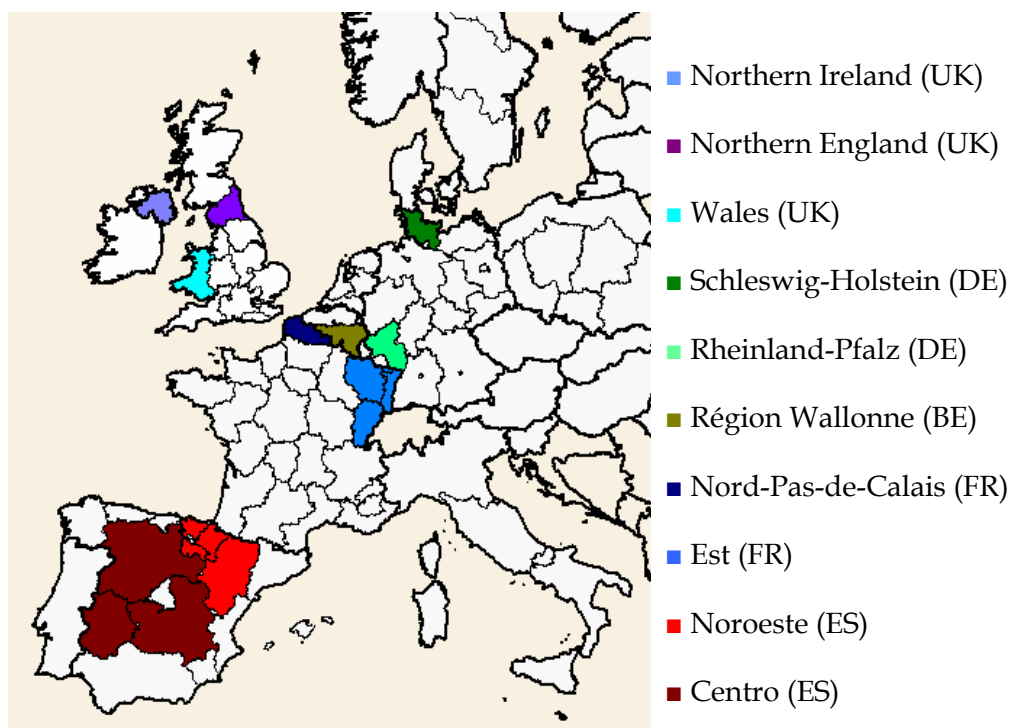 Northern Ireland (UK)
Northern England (UK)
Wales (UK)
Schleswig-Holstein (DE)
Rheinland-Pfalz (DE)
Région Wallonne (BE)
Nord-Pas-de-Calais (FR)
Est (FR)
Noroeste (ES)
Centro (ES)